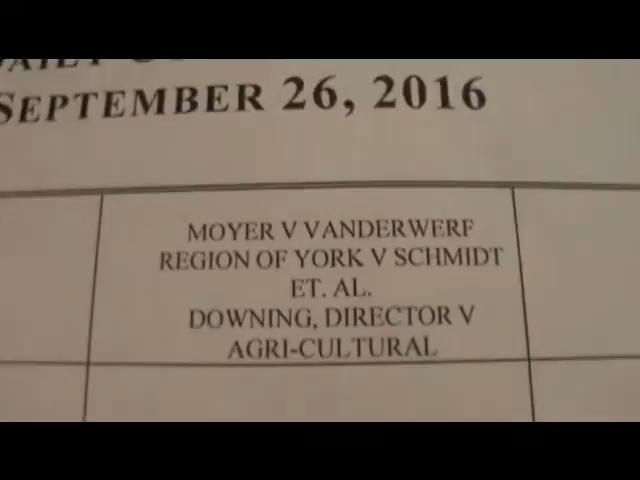 SEPTEMBER 26, 2016
MOYER V VANDERWERF
REGION OF YORK V SCHMIDT
ET. AL.
DOWNING, DIRECTOR V
AGRI-CULTURAL